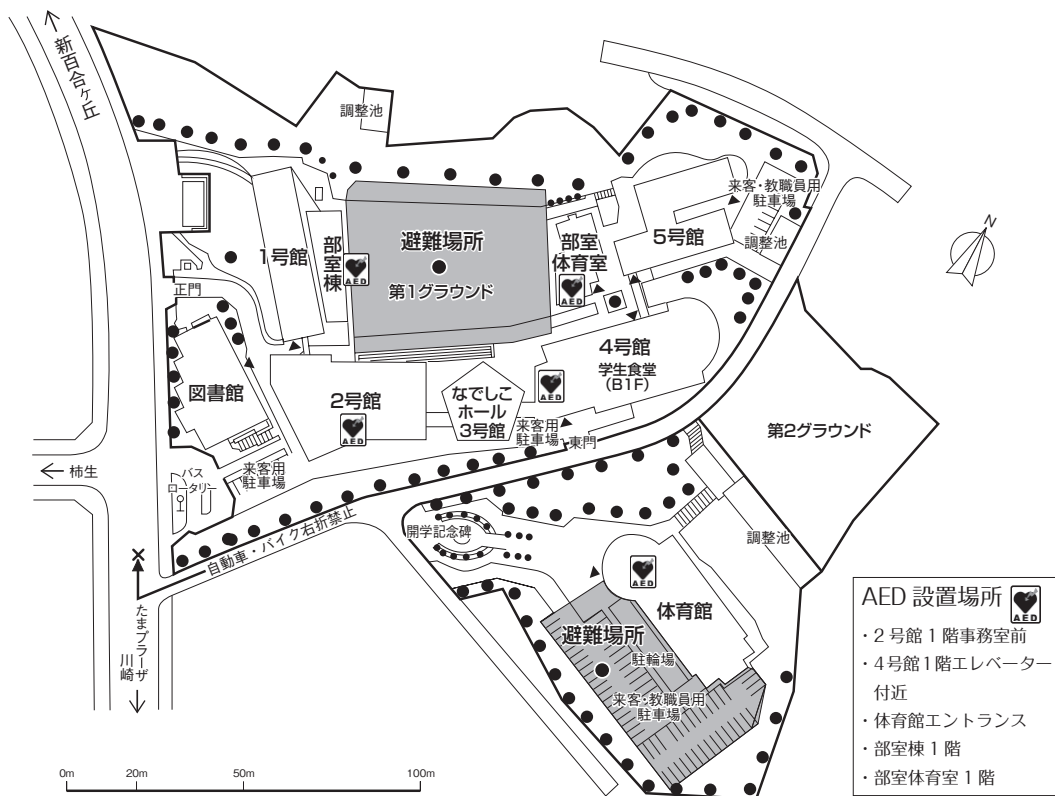 新百合ヶ丘
調整池
来客・教職員用
駐車場
1号館
部室棟
AED
避難場所
第1グラウンド
部室
体育室
AED
5号館
調整池
N
正門
4号館
学生食堂
(B1F)
AED
図書館
2号館
AED
なでしこ
ホール
3号館
来客用
駐車場
東門
第2グラウンド
柿生
バス
ロータリー
来客用
駐車場
自動車・バイク右折禁止
開学記念碑
調整池
AED
体育館
避難場所
駐輪場
来客・教職員用
駐車場
たまプラーザ
川崎
AED 設置場所
AED
・2号館1階事務室前
・4号館1階エレベーター
付近
・体育館エントランス
・部室棟1階
・部室体育室1階
0m 20m 50m 100m